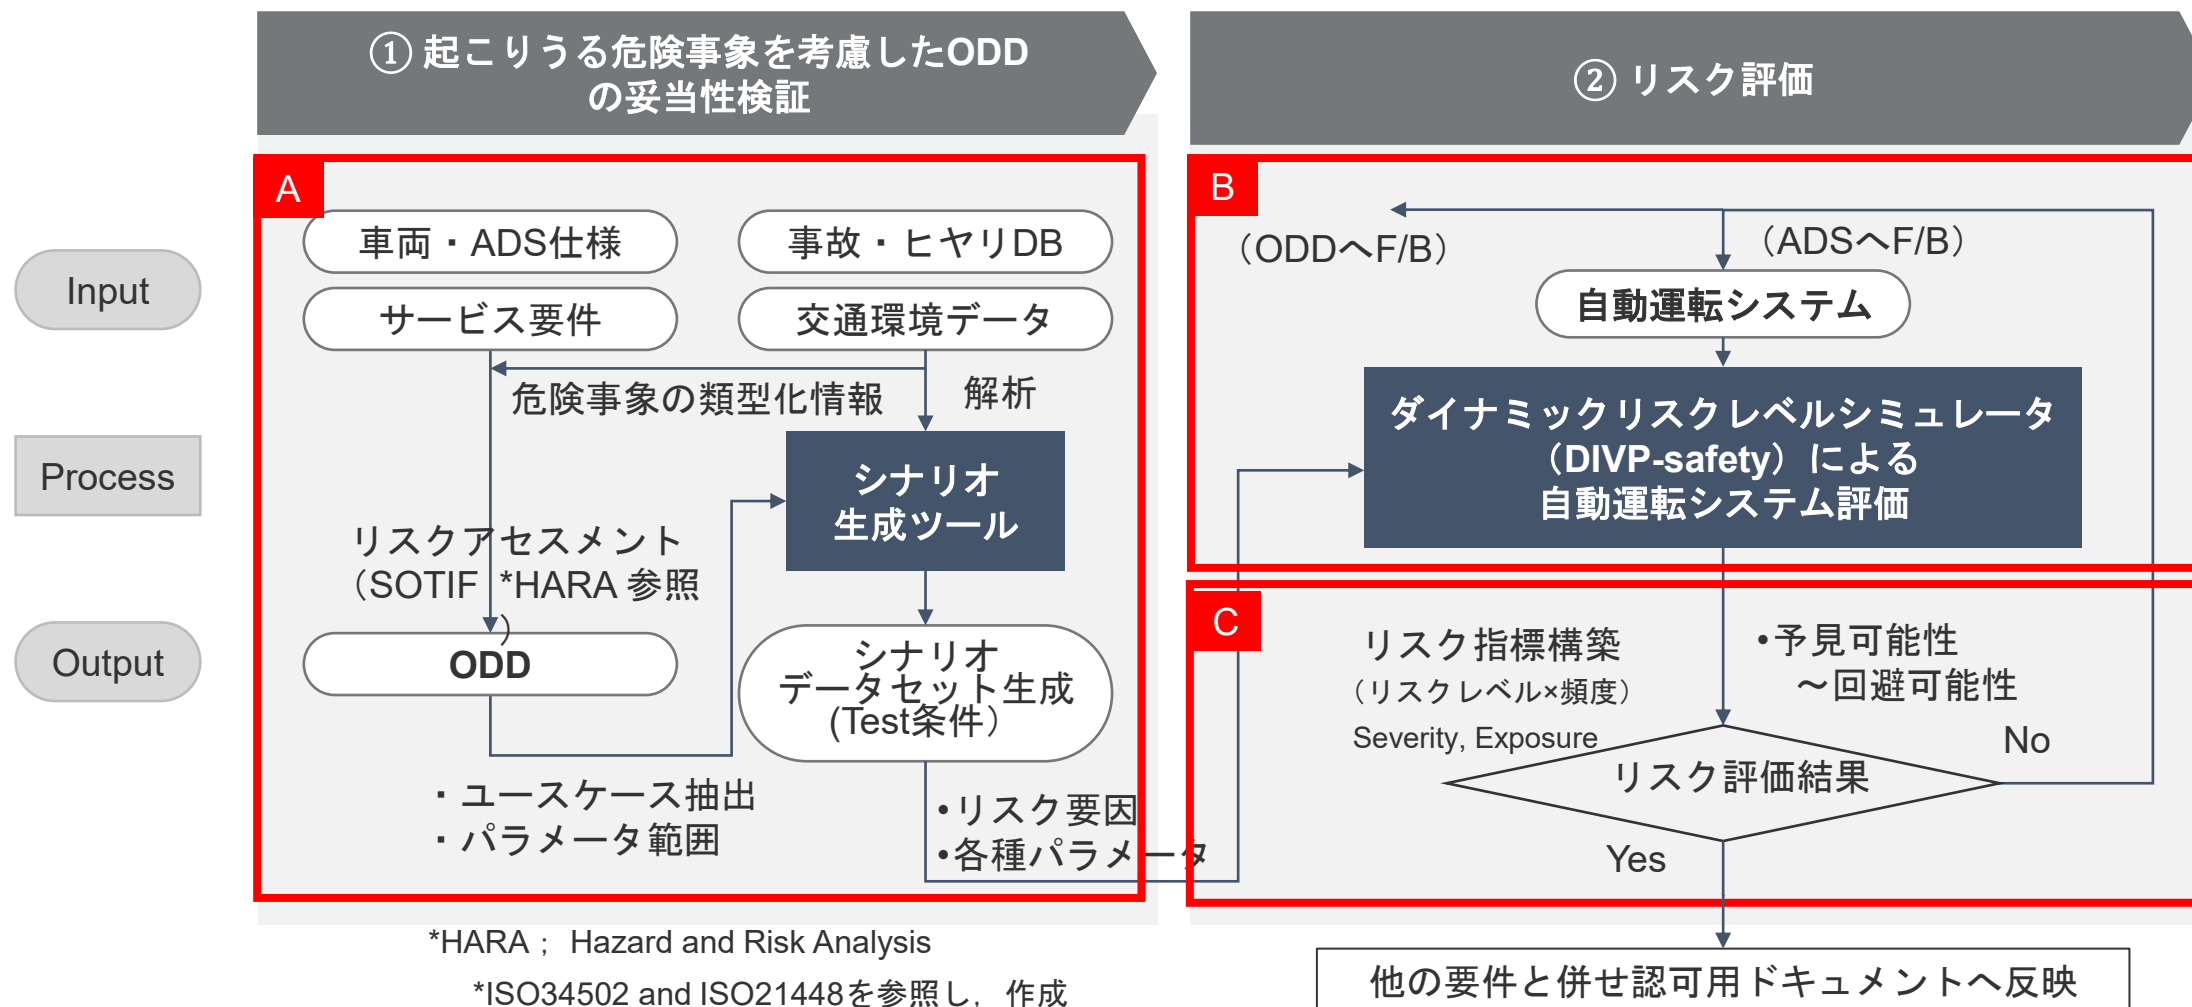 ① 起こりうる危険事象を考慮したODD
の妥当性検証
② リスク評価
Input
Process
Output
A
車両・ADS仕様
事故・ヒヤリDB
サービス要件
交通環境データ
危険事象の類型化情報
解析
シナリオ
生成ツール
リスクアセスメント
（SOTIF *HARA 参照
）
ODD
シナリオ
データセット生成
(Test条件）
・ユースケース抽出
・パラメータ範囲
•リスク要因
•各種パラメータ
*HARA； Hazard and Risk Analysis
*ISO34502 and ISO21448を参照し，作成
B
（ODDへF/B）
（ADSへF/B）
自動運転システム
ダイナミックリスクレベルシミュレータ
（DIVP-safety）による
自動運転システム評価
C
リスク指標構築
（リスクレベル×頻度）
Severity, Exposure
•予見可能性
～回避可能性
No
リスク評価結果
Yes
他の要件と併せ認可用ドキュメントへ反映